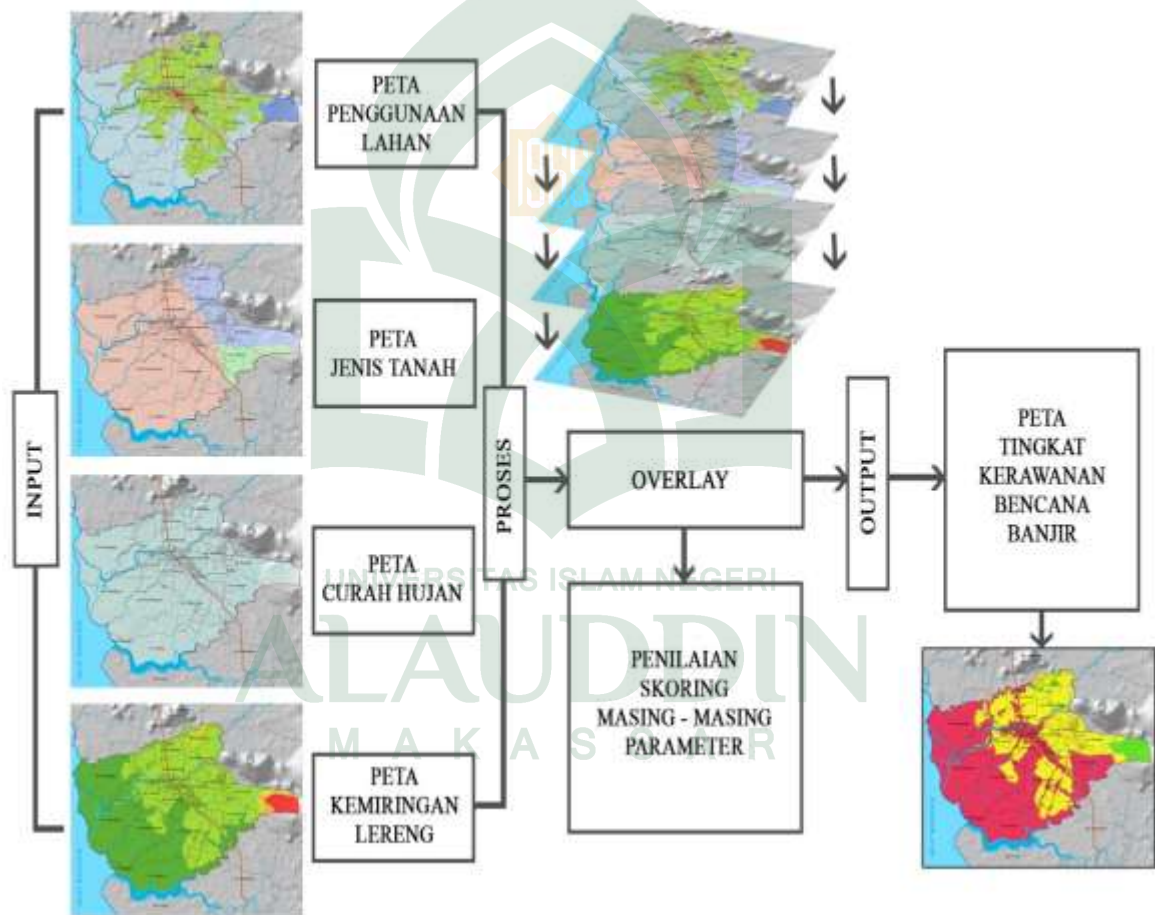 INPUT
PETA
PENGGUNAAN
LAHAN
PETA
JENIS TANAH
PETA
CURAH HUJAN
PETA
KEMIRINGAN
LERENG
PROSES
OVERLAY
PENILAIAN
SKORING
MASING - MASING
PARAMETER
OUTPUT
PETA
TINGKAT
KERAWANAN
BENCANA
BANJIR
UNIVERSITAS ISLAM NEGERI
ALAUDDIN
MAKASSAR